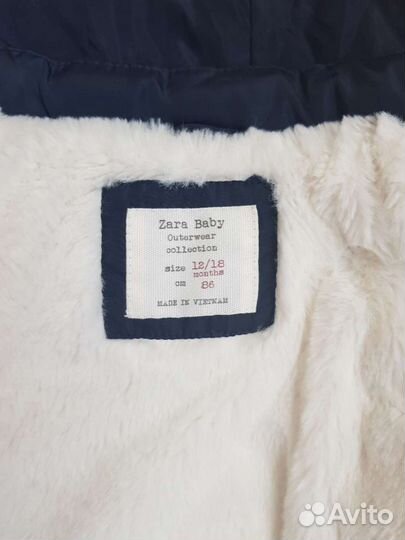 Zara Baby
Outerwear
collection
size 12/18
months
cm 86
MADE IN VIETNAM
Avito